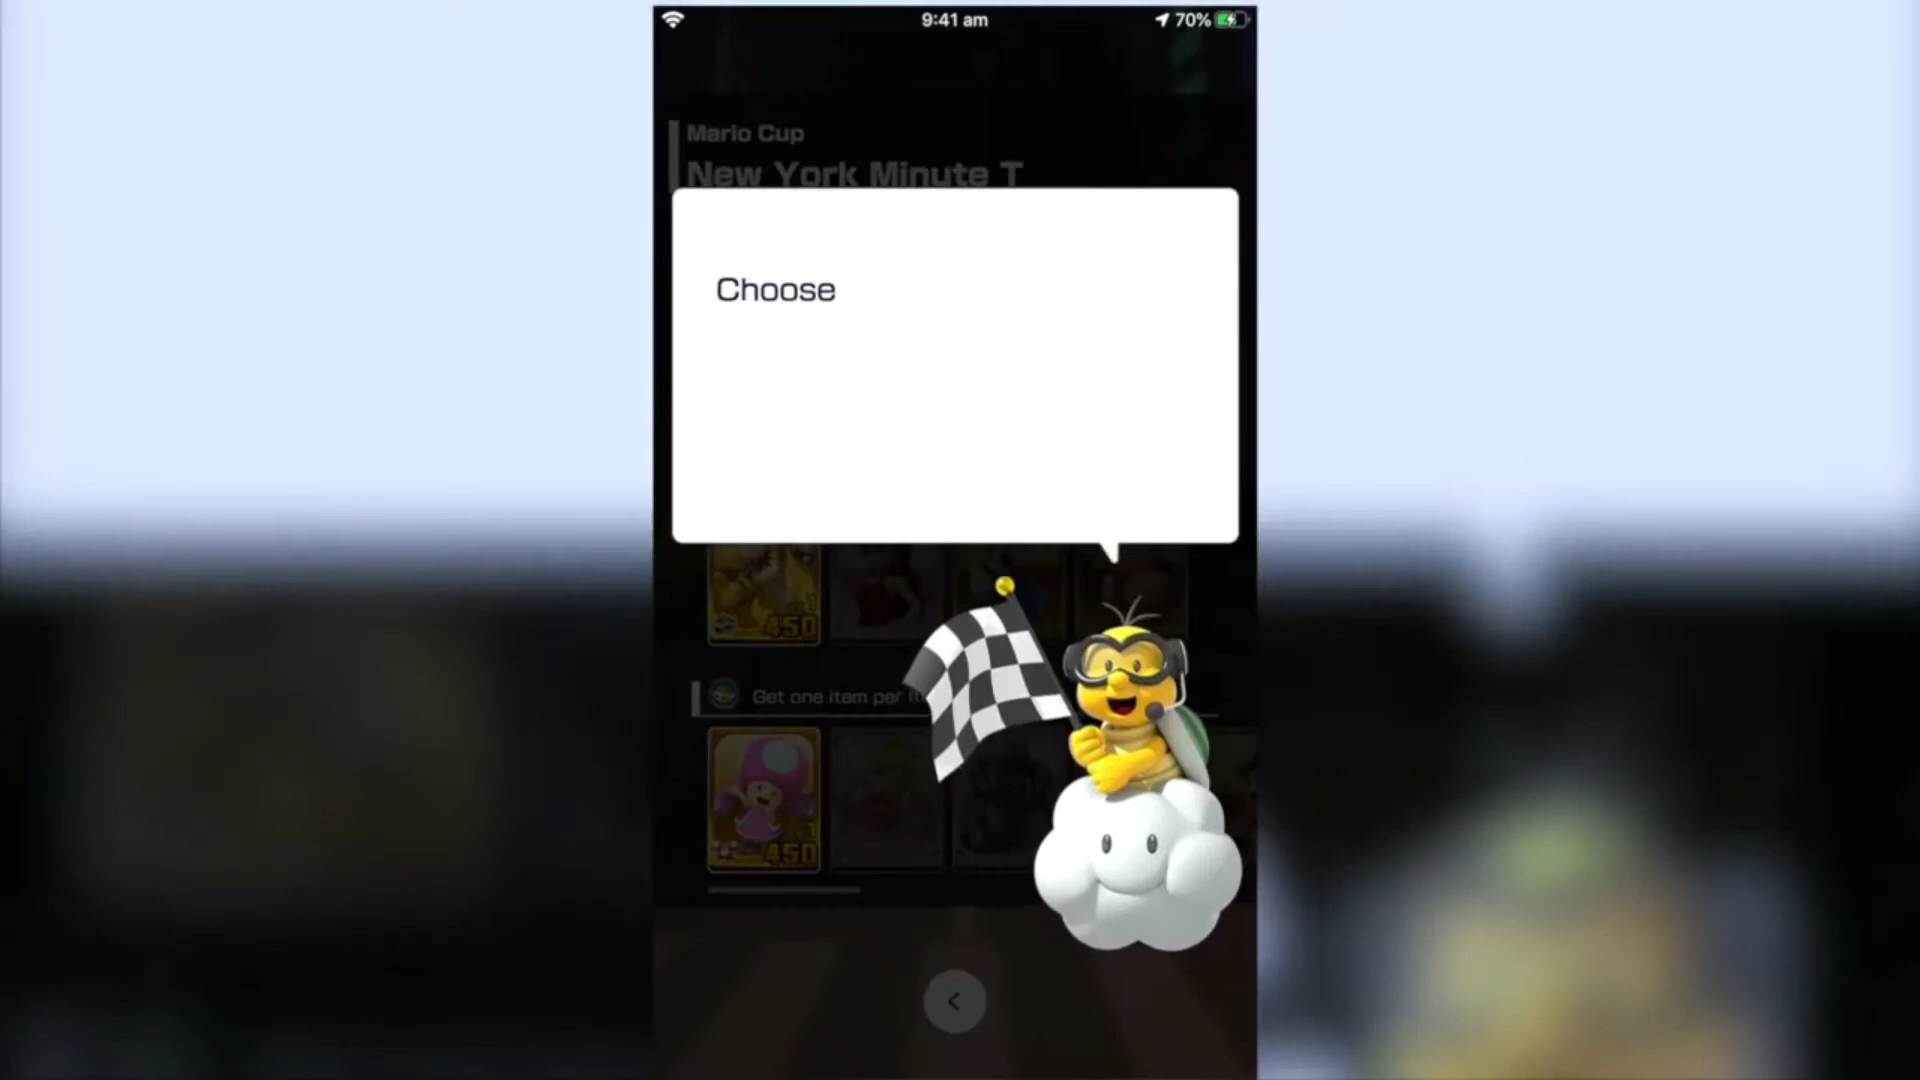 9:41 am
70%
Mario Cup
New York Minute T
Choose
450
Get one item per
450